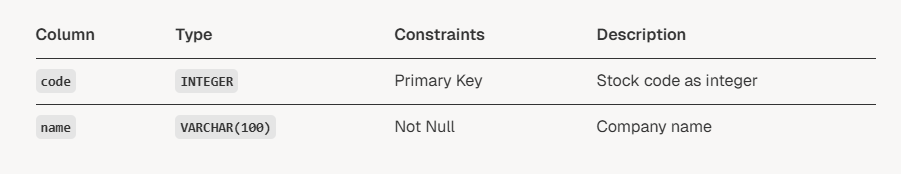 Column Type Constraints Description
code INTEGER Primary Key Stock code as integer
name VARCHAR(100) Not Null Company name